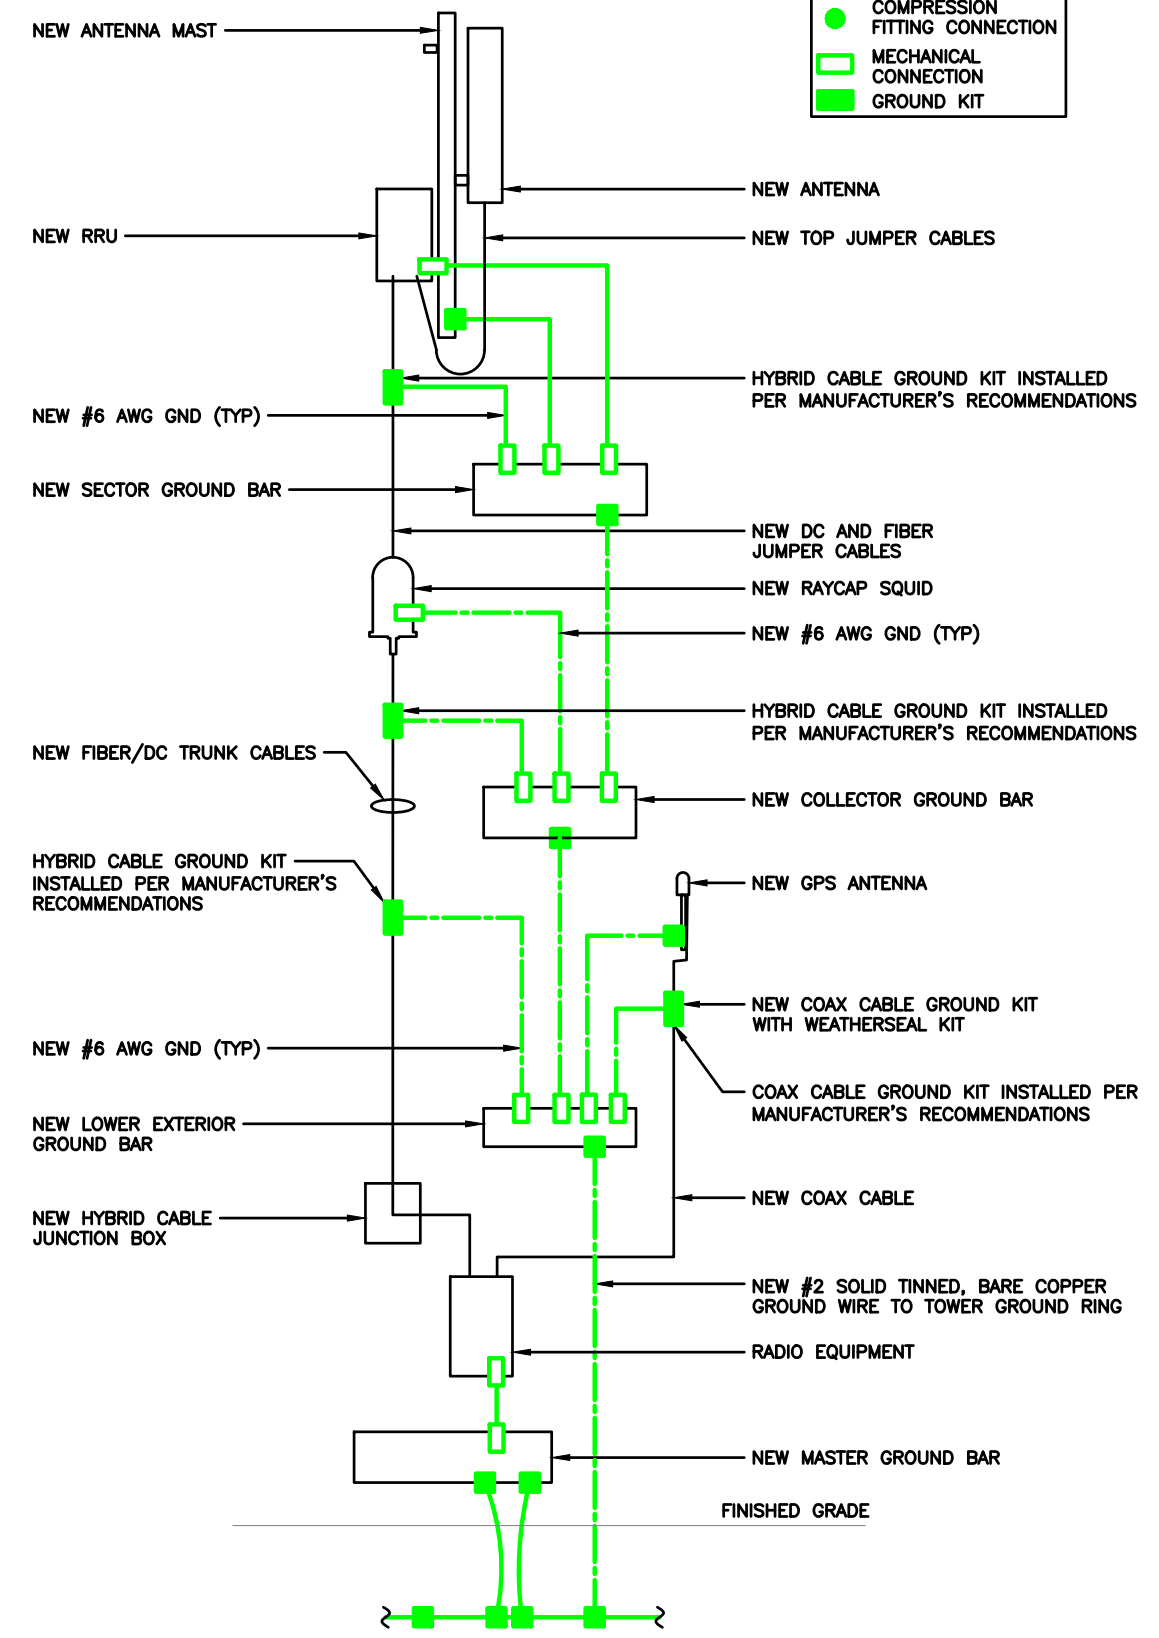 COMPRESSION
FITTING CONNECTION
MECHANICAL
CONNECTION
GROUND KIT
NEW ANTENNA MAST
NEW ANTENNA
NEW RRU
NEW TOP JUMPER CABLES
HYBRID CABLE GROUND KIT INSTALLED
PER MANUFACTURER'S RECOMMENDATIONS
NEW #6 AWG GND (TYP)
NEW SECTOR GROUND BAR
NEW DC AND FIBER
JUMPER CABLES
NEW RAYCAP SQUID
NEW #6 AWG GND (TYP)
HYBRID CABLE GROUND KIT INSTALLED
PER MANUFACTURER'S RECOMMENDATIONS
NEW FIBER/DC TRUNK CABLES
NEW COLLECTOR GROUND BAR
HYBRID CABLE GROUND KIT
INSTALLED PER MANUFACTURER'S
RECOMMENDATIONS
NEW GPS ANTENNA
NEW COAX CABLE GROUND KIT
WITH WEATHERSEAL KIT
NEW #6 AWG GND (TYP)
COAX CABLE GROUND KIT INSTALLED PER
MANUFACTURER'S RECOMMENDATIONS
NEW LOWER EXTERIOR
GROUND BAR
NEW COAX CABLE
NEW HYBRID CABLE
JUNCTION BOX
NEW #2 SOLID TINNED, BARE COPPER
GROUND WIRE TO TOWER GROUND RING
RADIO EQUIPMENT
NEW MASTER GROUND BAR
FINISHED GRADE